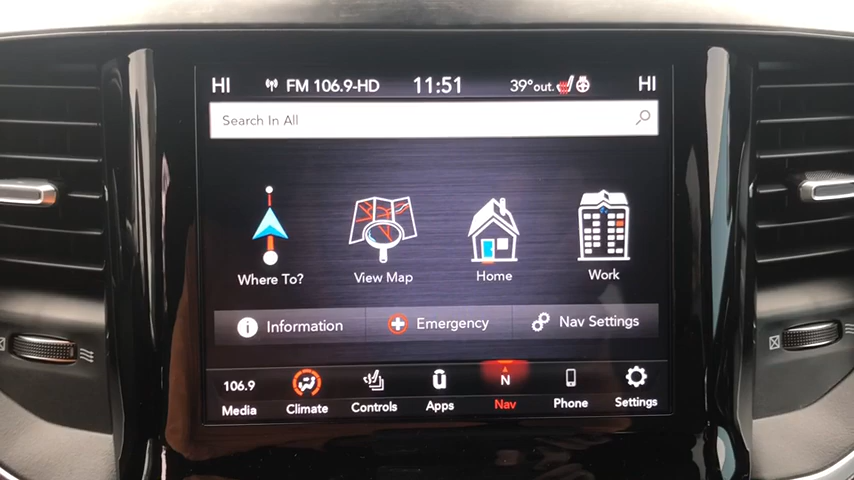 HI FM 106.9-HD 11:51 39°out. HI
Search In All
Where To? View Map Home Work
Information Emergency Nav Settings
106.9 N
Media Climate Controls Apps Nav Phone Settings